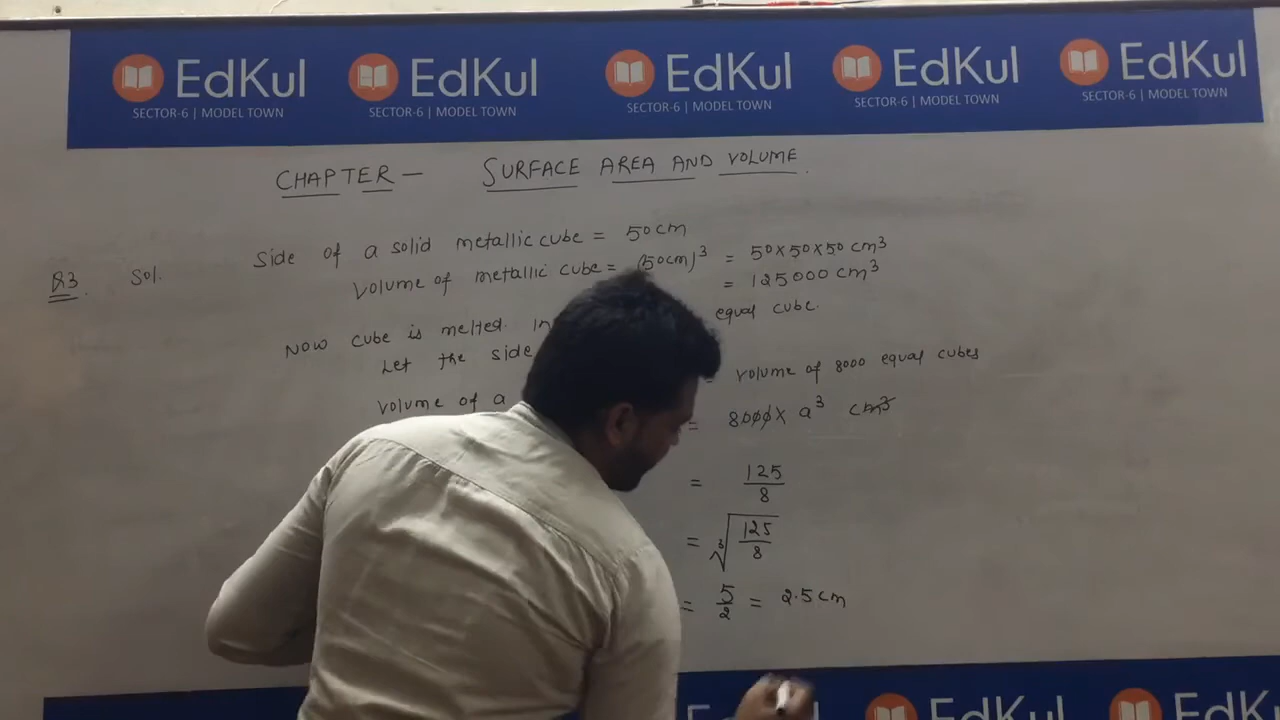 EdKul EdKul EdKul EdKul EdKul
SECTOR-6 | MODEL TOWN SECTOR-6 | MODEL TOWN SECTOR-6 | MODEL TOWN SECTOR-6 | MODEL TOWN SECTOR-6 | MODEL TOWN
CHAPTER — SURFACE AREA AND VOLUME.
Q3. Sol. Side of a solid metallic cube = 50cm
Volume of metallic cube = (50cm)³ = 50×50×50 cm³
= 125000 cm³
Now cube is melted. equal cube.
Let the side
volume of a = volume of 8000 equal cubes
= 8000 × a³ cm³
= 125/8
= ∛(125/8)
= 5/2 = 2.5 cm
EdKul EdKul